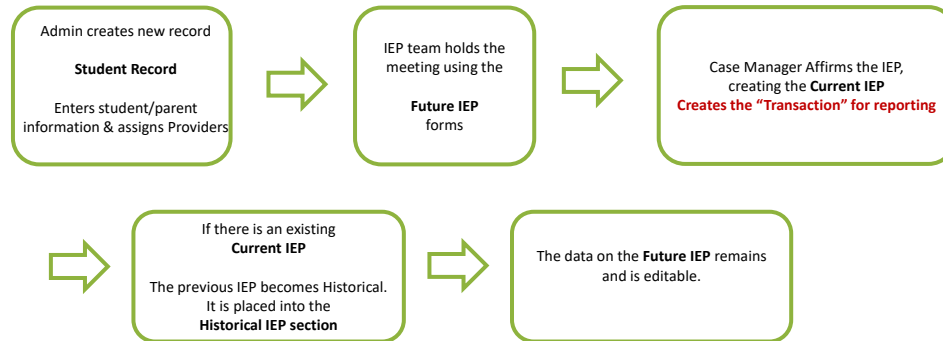 Admin creates new record
Student Record
Enters student/parent
information & assigns Providers
IEP team holds the
meeting using the
Future IEP
forms
Case Manager Affirms the IEP,
creating the Current IEP
Creates the “Transaction” for reporting
If there is an existing
Current IEP
The previous IEP becomes Historical.
It is placed into the
Historical IEP section
The data on the Future IEP remains
and is editable.